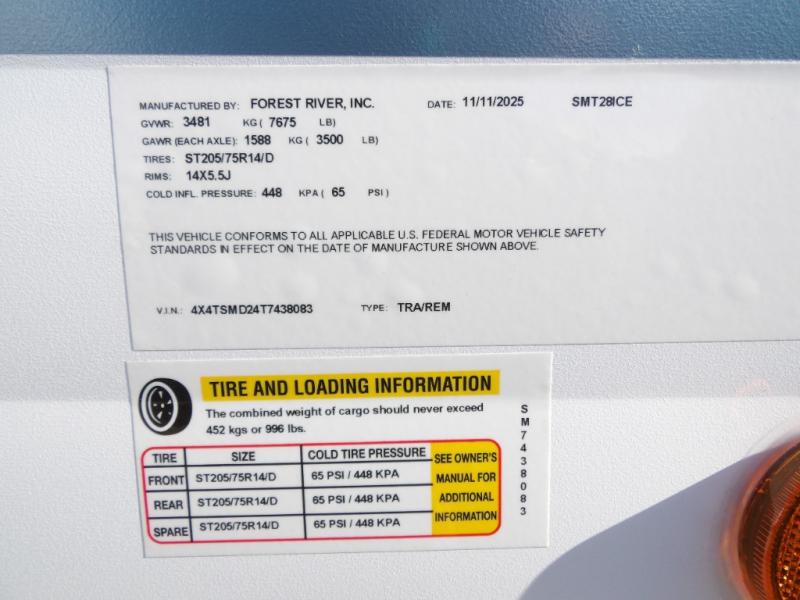 MANUFACTURED BY: FOREST RIVER, INC. DATE: 11/11/2025 SMT28ICE
GVWR: 3481 KG ( 7675 LB)
GAWR (EACH AXLE): 1588 KG ( 3500 LB)
TIRES: ST205/75R14/D
RIMS: 14X5.5J
COLD INFL. PRESSURE: 448 KPA ( 65 PSI )
THIS VEHICLE CONFORMS TO ALL APPLICABLE U.S. FEDERAL MOTOR VEHICLE SAFETY
STANDARDS IN EFFECT ON THE DATE OF MANUFACTURE SHOWN ABOVE.
V.I.N.: 4X4TSMD24T7438083 TYPE: TRA/REM
TIRE AND LOADING INFORMATION
The combined weight of cargo should never exceed
452 kgs or 996 lbs.
TIRE SIZE COLD TIRE PRESSURE
FRONT ST205/75R14/D 65 PSI / 448 KPA
REAR ST205/75R14/D 65 PSI / 448 KPA
SPARE ST205/75R14/D 65 PSI / 448 KPA
SEE OWNER'S
MANUAL FOR
ADDITIONAL
INFORMATION
SM7438083